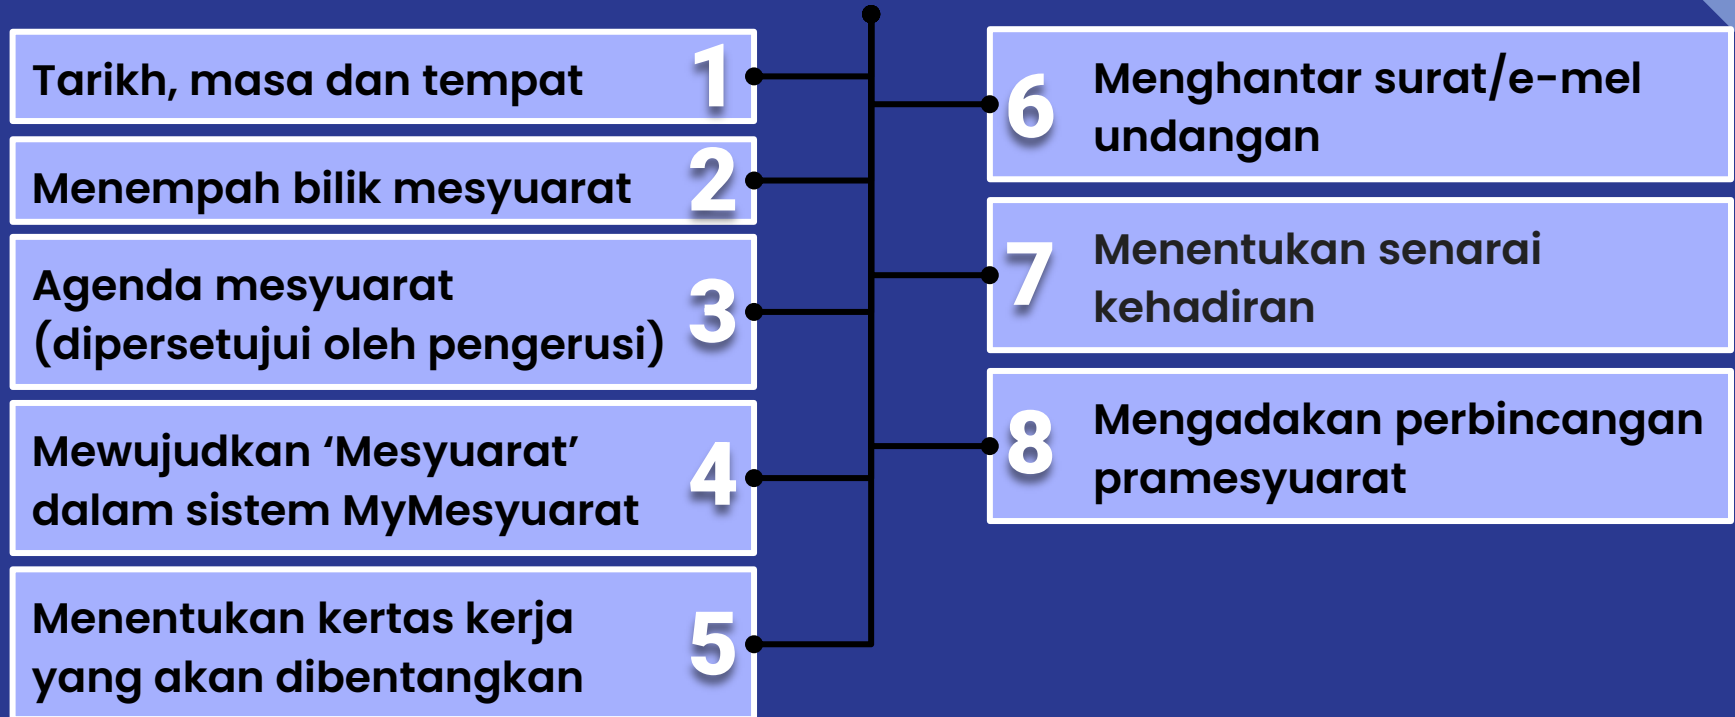 Tarikh, masa dan tempat
1
Menempah bilik mesyuarat
2
Agenda mesyuarat
(dipersetujui oleh pengerusi)
3
Mewujudkan ‘Mesyuarat’
dalam sistem MyMesyuarat
4
Menentukan kertas kerja
yang akan dibentangkan
5
6
Menghantar surat/e-mel
undangan
7
Menentukan senarai
kehadiran
8
Mengadakan perbincangan
pramesyuarat